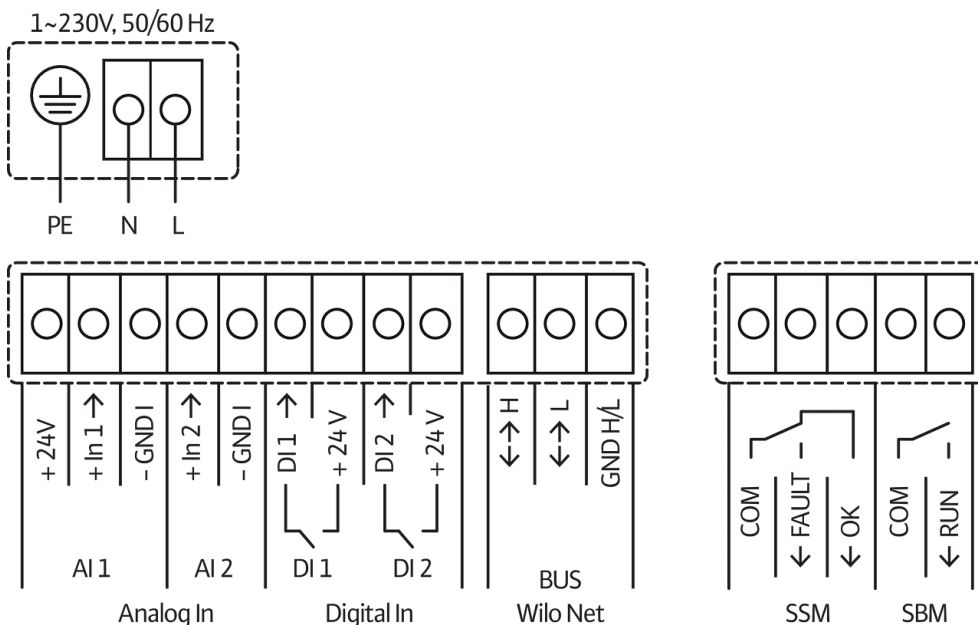 1~230V, 50/60 Hz
PE N L
+ 24V
+ In 1 →
- GND I
+ In 2 →
- GND I
DI 1 →
+ 24 V
DI 2 →
+ 24 V
↔ H
↔ L
GND H/L
COM
← FAULT
← OK
COM
← RUN
AI 1 AI 2 DI 1 DI 2 BUS
Analog In Digital In Wilo Net SSM SBM